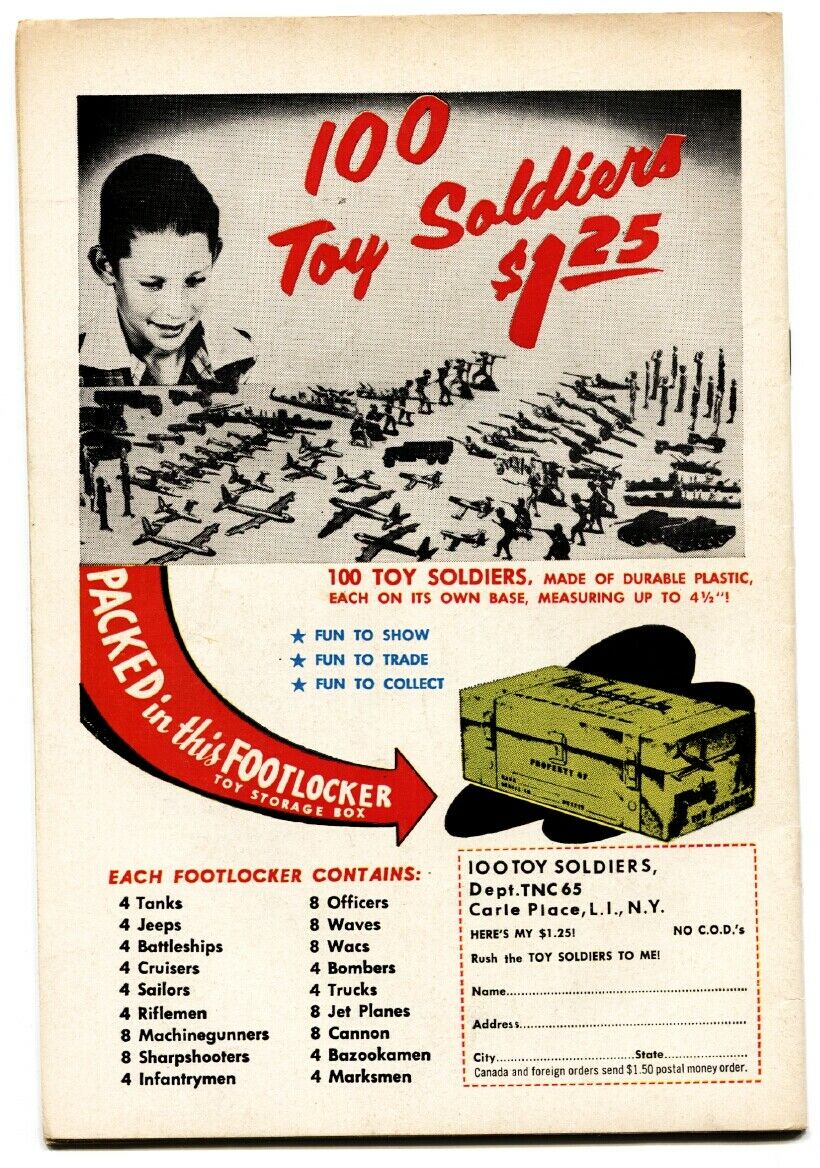 100
Toy Soldiers
$1.25
100 TOY SOLDIERS, MADE OF DURABLE PLASTIC,
EACH ON ITS OWN BASE, MEASURING UP TO 4½"!
★ FUN TO SHOW
★ FUN TO TRADE
★ FUN TO COLLECT
PACKED in this FOOTLOCKER
TOY STORAGE BOX
PROPERTY OF
EACH FOOTLOCKER CONTAINS:
4 Tanks
4 Jeeps
4 Battleships
4 Cruisers
4 Sailors
4 Riflemen
8 Machinegunners
8 Sharpshooters
4 Infantrymen
8 Officers
8 Waves
8 Wacs
4 Bombers
4 Trucks
8 Jet Planes
8 Cannon
4 Bazookamen
4 Marksmen
100 TOY SOLDIERS,
Dept. TNC 65
Carle Place, L.I., N.Y.
HERE'S MY $1.25! NO C.O.D.'s
Rush the TOY SOLDIERS TO ME!
Name
Address
City State
Canada and foreign orders send $1.50 postal money order.